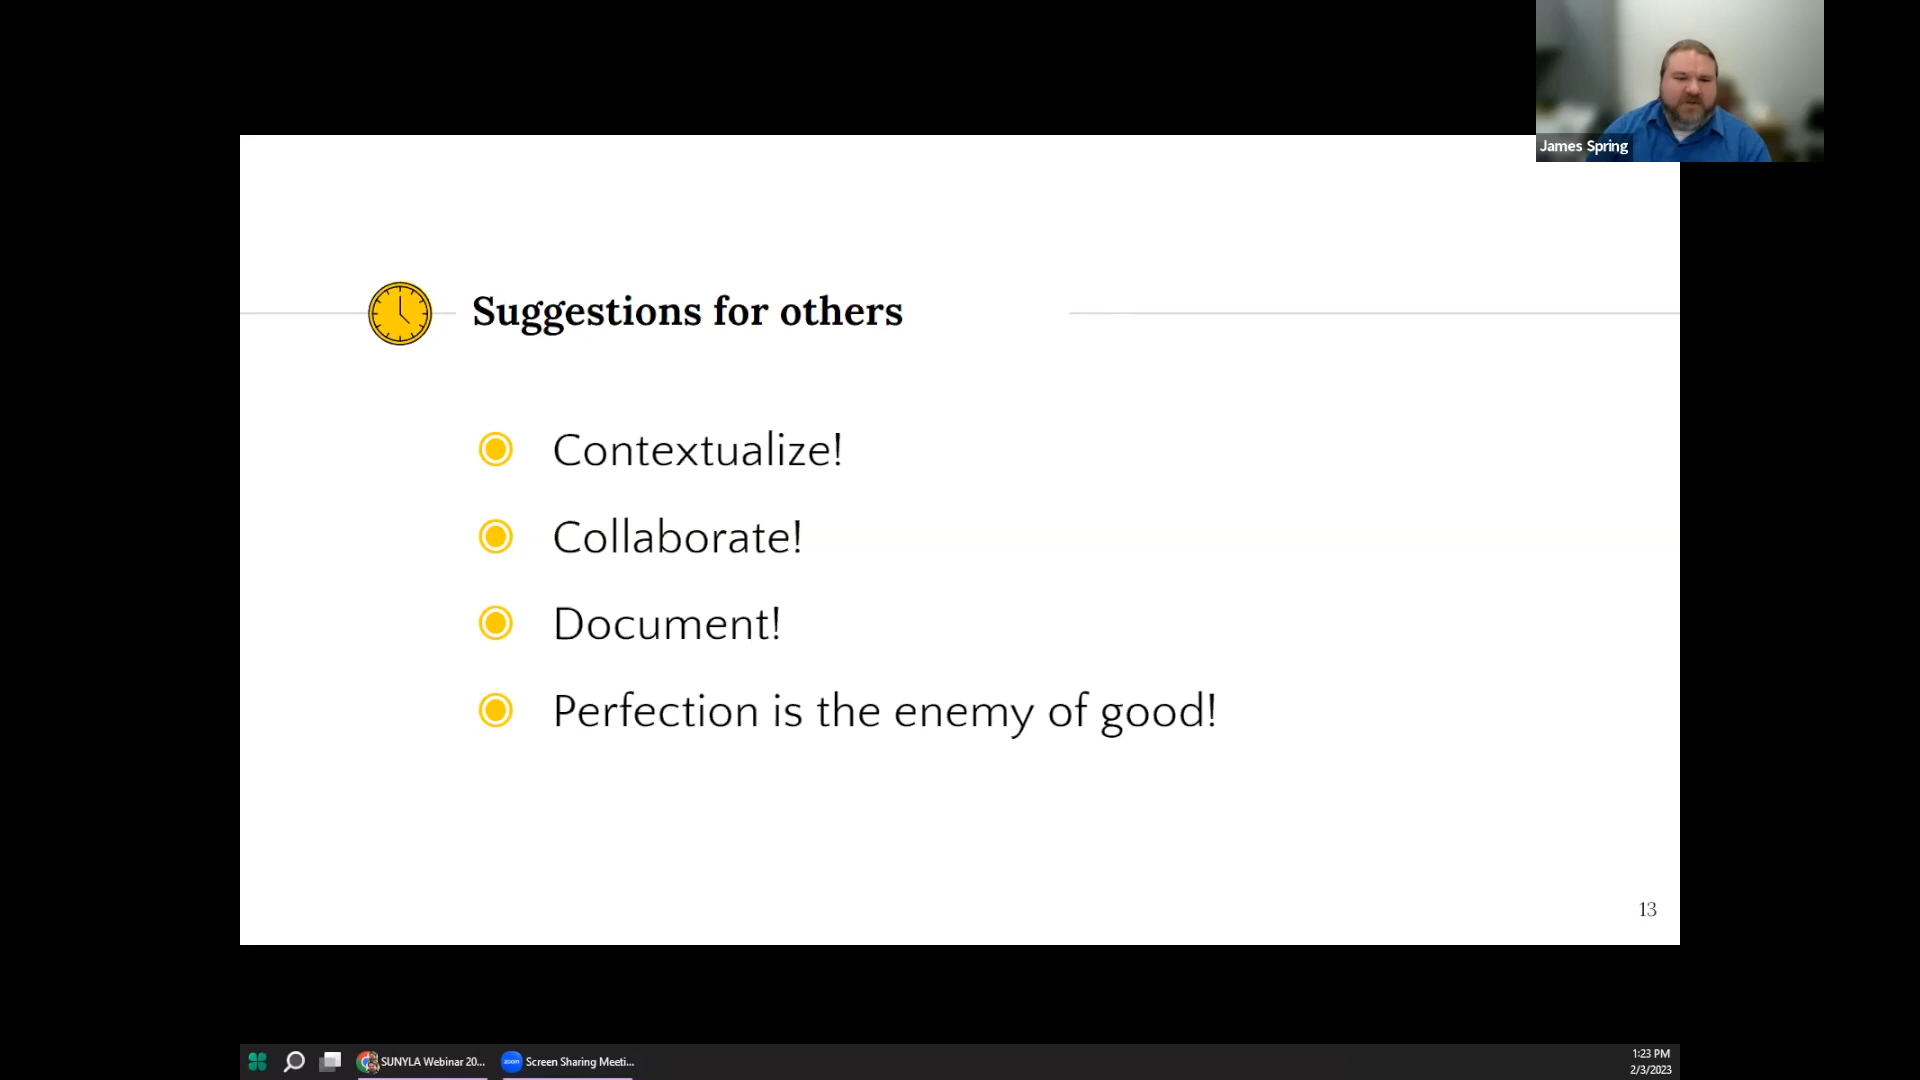 James Spring
Suggestions for others
Contextualize!
Collaborate!
Document!
Perfection is the enemy of good!
13
SUNYLA Webinar 20...
zoom
Screen Sharing Meeti...
1:23 PM
2/3/2023